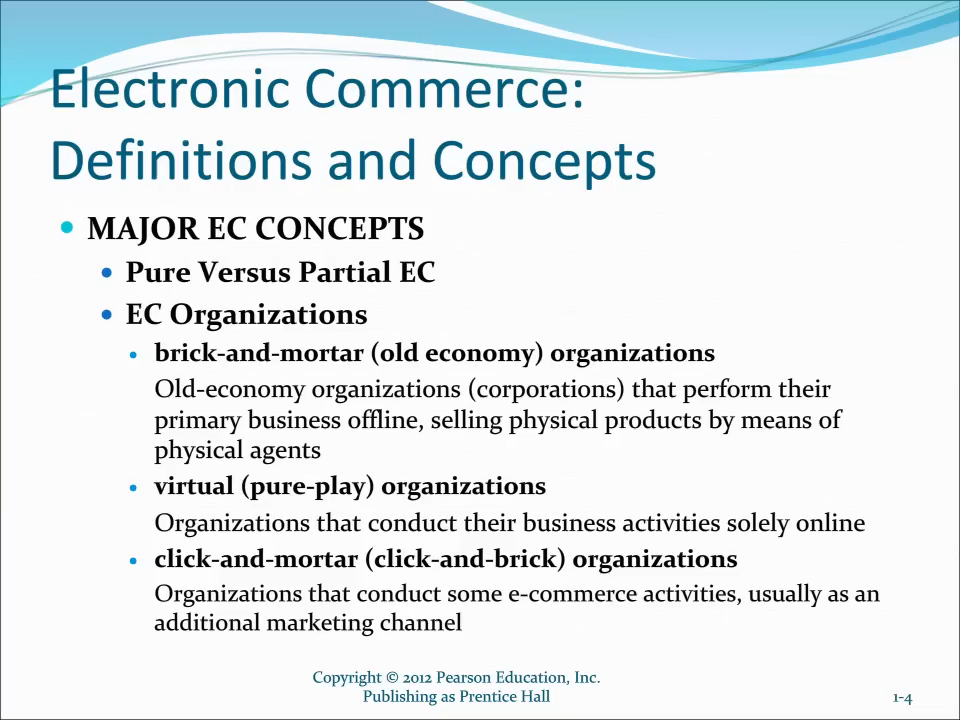 Electronic Commerce:
Definitions and Concepts
• MAJOR EC CONCEPTS
• Pure Versus Partial EC
• EC Organizations
• brick-and-mortar (old economy) organizations
Old-economy organizations (corporations) that perform their
primary business offline, selling physical products by means of
physical agents
• virtual (pure-play) organizations
Organizations that conduct their business activities solely online
• click-and-mortar (click-and-brick) organizations
Organizations that conduct some e-commerce activities, usually as an
additional marketing channel
Copyright © 2012 Pearson Education, Inc.
Publishing as Prentice Hall
1-4